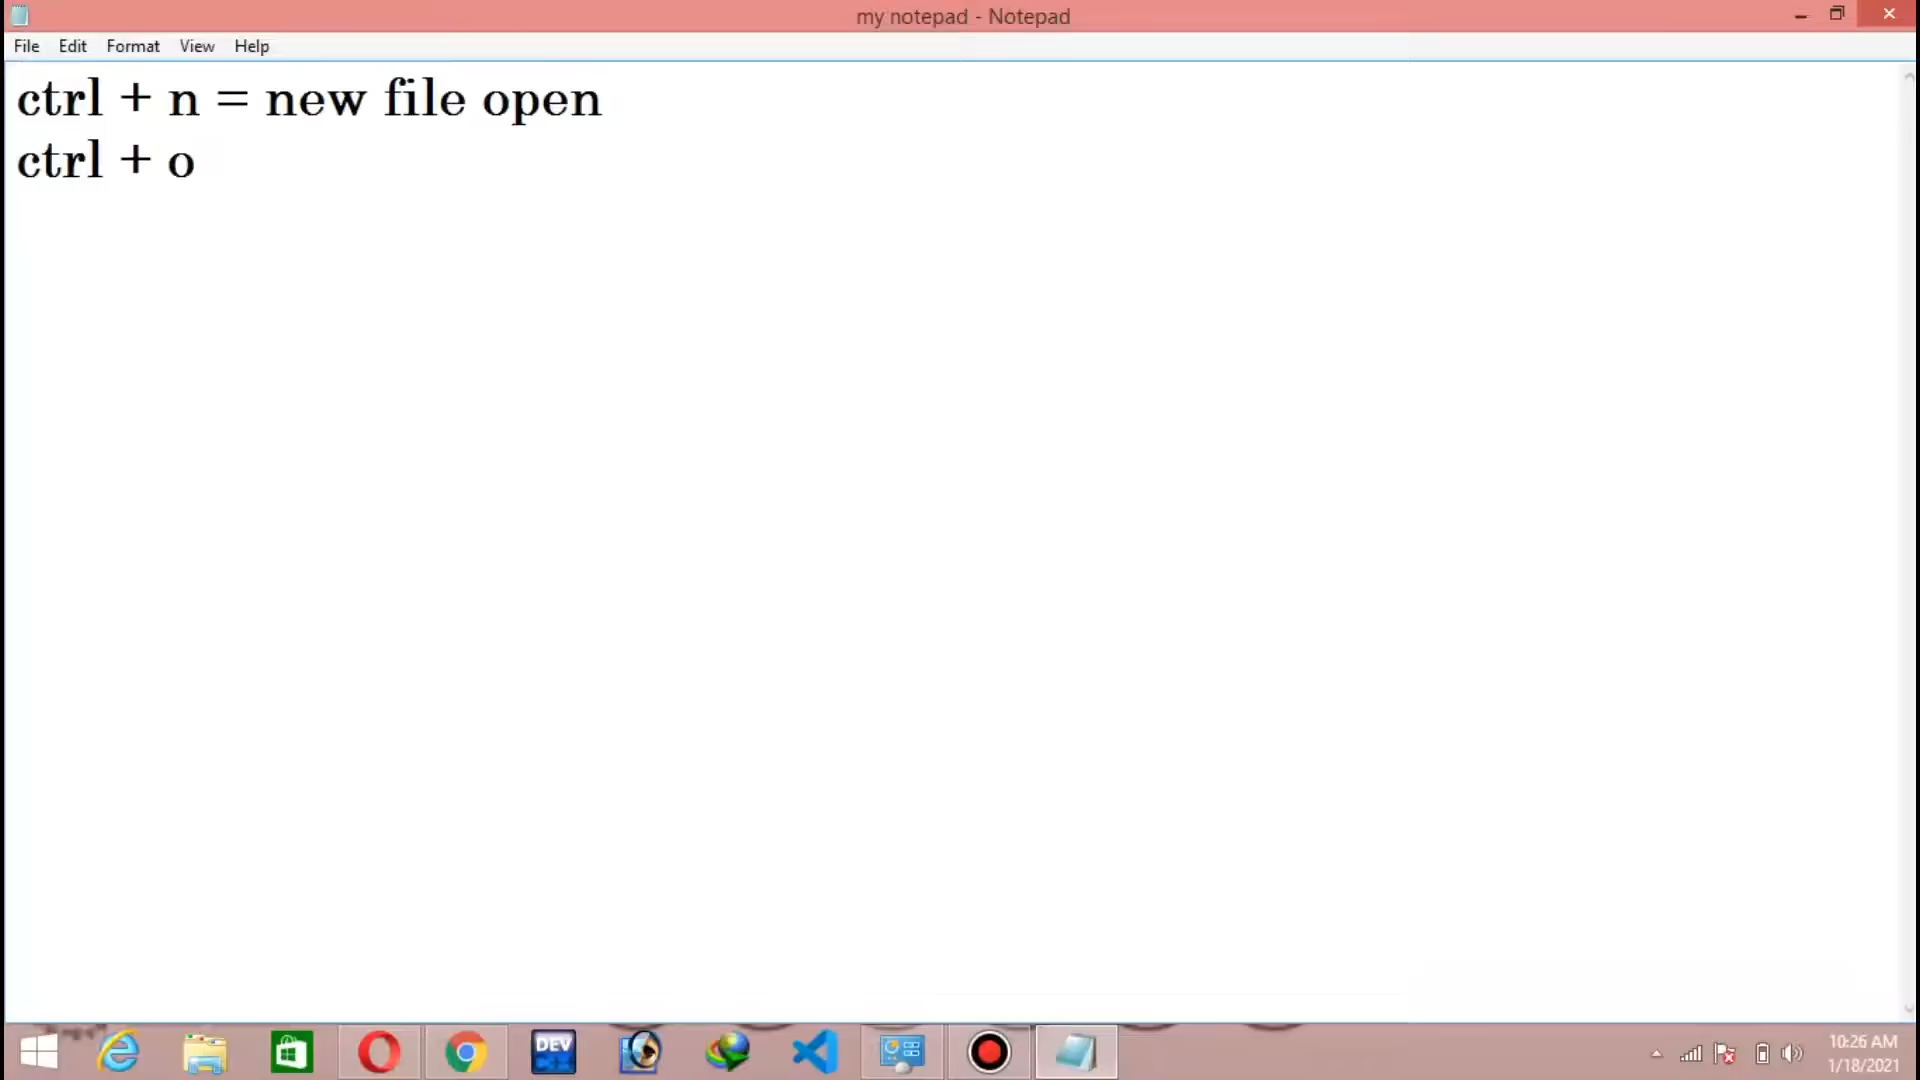 my notepad - Notepad
File Edit Format View Help
ctrl + n = new file open
ctrl + o
DEV
10:26 AM
1/18/2021